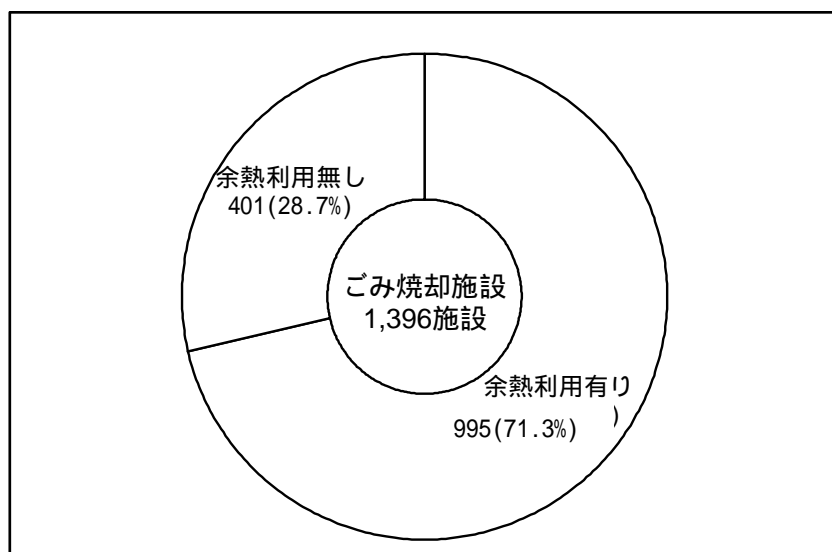 余熱利用無し
401(28.7%)
ごみ焼却施設
1,396施設
余熱利用有り
995(71.3%)
)